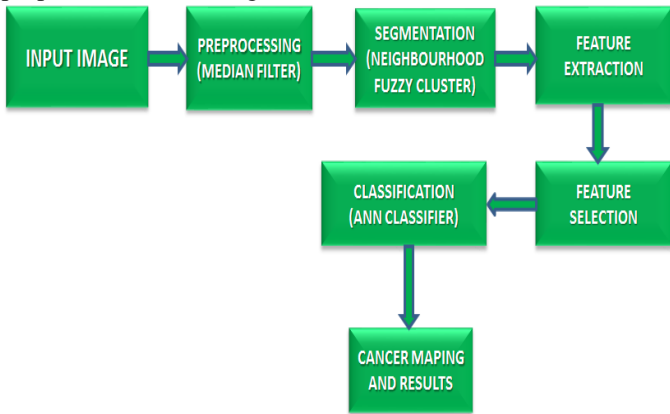 INPUT IMAGE
PREPROCESSING
(MEDIAN FILTER)
SEGMENTATION
(NEIGHBOURHOOD
FUZZY CLUSTER)
FEATURE
EXTRACTION
FEATURE
SELECTION
CLASSIFICATION
(ANN CLASSIFIER)
CANCER MAPING
AND RESULTS